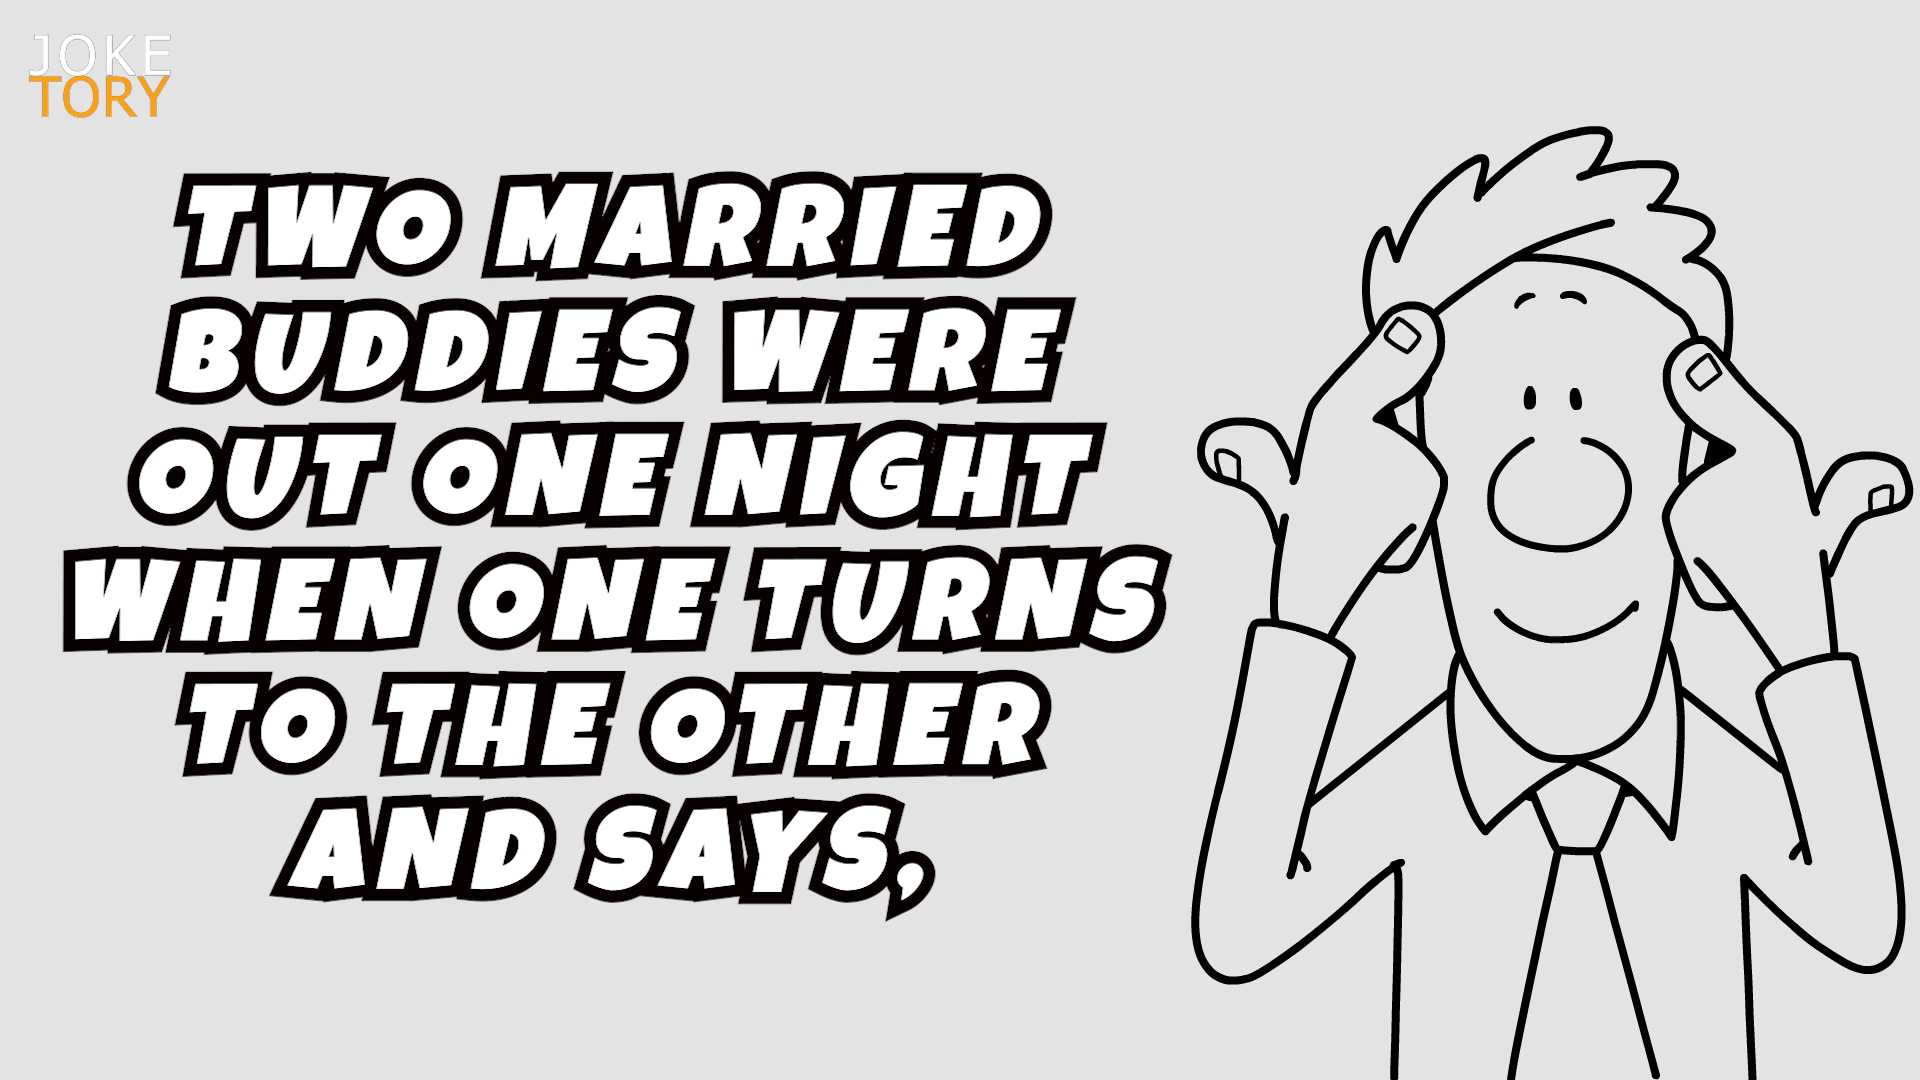 JOKE
TORY
TWO MARRIED
BUDDIES WERE
OUT ONE NIGHT
WHEN ONE TURNS
TO THE OTHER
AND SAYS,